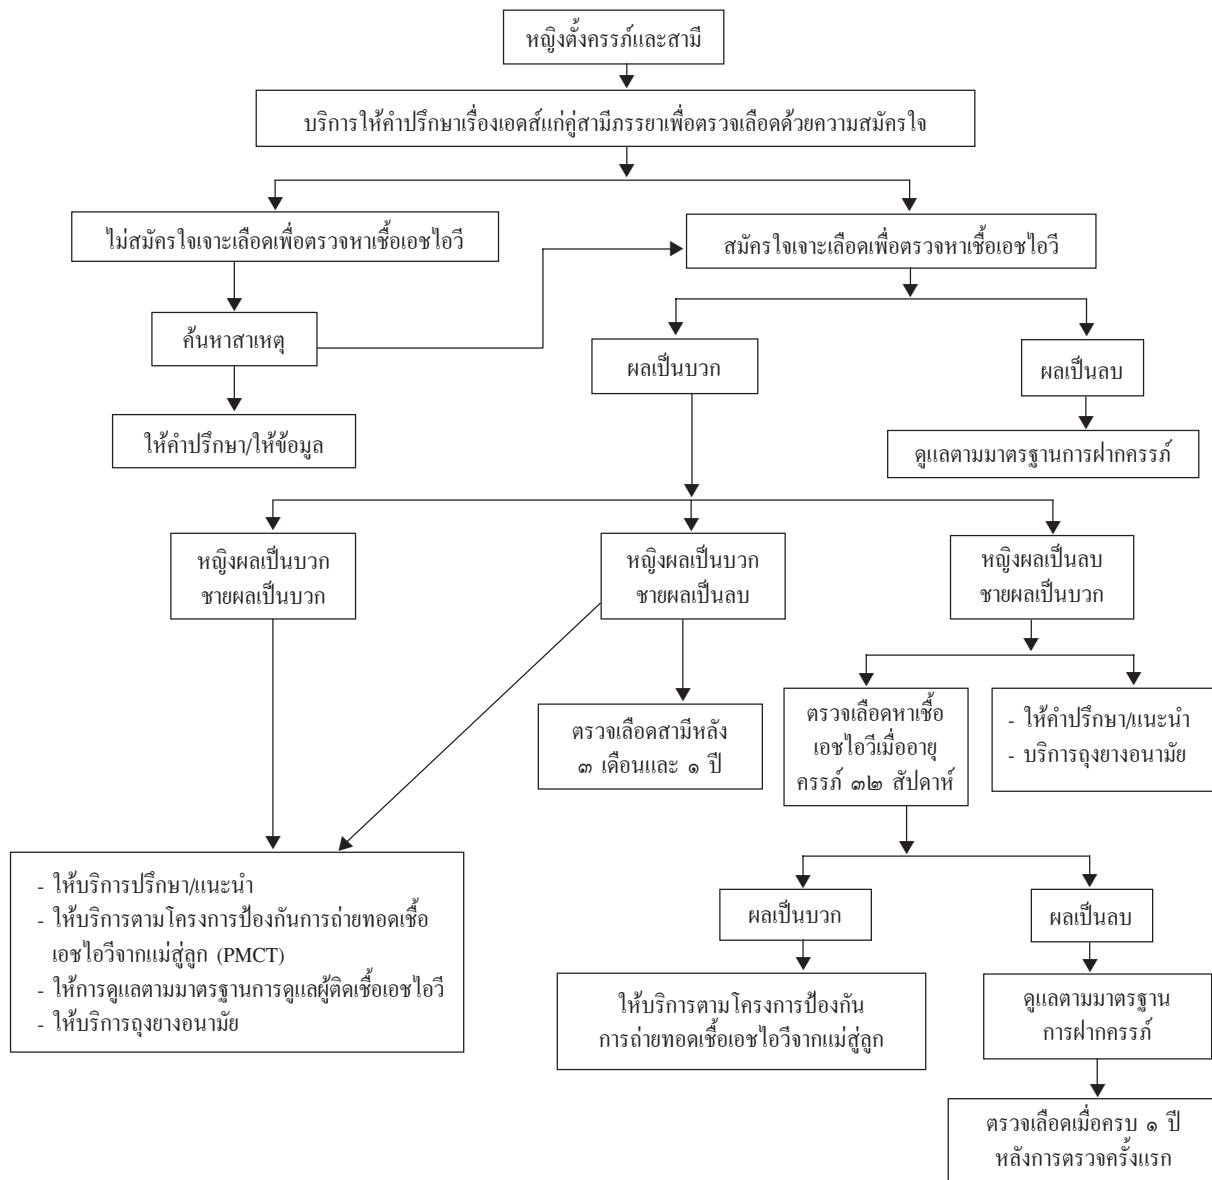 หญิงตั้งครรภ์และสามี
บริการให้คำปรึกษาเรื่องเอดส์แก่คู่สามีภรรยาเพื่อตรวจเลือดด้วยความสมัครใจ
ไม่สมัครใจเจาะเลือดเพื่อตรวจหาเชื้อเอชไอวี
สมัครใจเจาะเลือดเพื่อตรวจหาเชื้อเอชไอวี
ค้นหาสาเหตุ
ผลเป็นบวก
ผลเป็นลบ
ให้คำปรึกษา/ให้ข้อมูล
ดูแลตามมาตรฐานการฝากครรภ์
หญิงผลเป็นบวก
ชายผลเป็นบวก
หญิงผลเป็นบวก
ชายผลเป็นลบ
หญิงผลเป็นลบ
ชายผลเป็นบวก
ตรวจเลือดสามีหลัง
๓ เดือนและ ๑ ปี
ตรวจเลือดหาเชื้อ
เอชไอวีเมื่ออายุ
ครรภ์ ๓๒ สัปดาห์
- ให้คำปรึกษา/แนะนำ
- บริการถุงยางอนามัย
- ให้บริการปรึกษา/แนะนำ
- ให้บริการตามโครงการป้องกันการถ่ายทอดเชื้อ
เอชไอวีจากแม่สู่ลูก (PMCT)
- ให้การดูแลตามมาตรฐานการดูแลผู้ติดเชื้อเอชไอวี
- ให้บริการถุงยางอนามัย
ผลเป็นบวก
ผลเป็นลบ
ให้บริการตามโครงการป้องกัน
การถ่ายทอดเชื้อเอชไอวีจากแม่สู่ลูก
ดูแลตามมาตรฐาน
การฝากครรภ์
ตรวจเลือดเมื่อครบ ๑ ปี
หลังการตรวจครั้งแรก